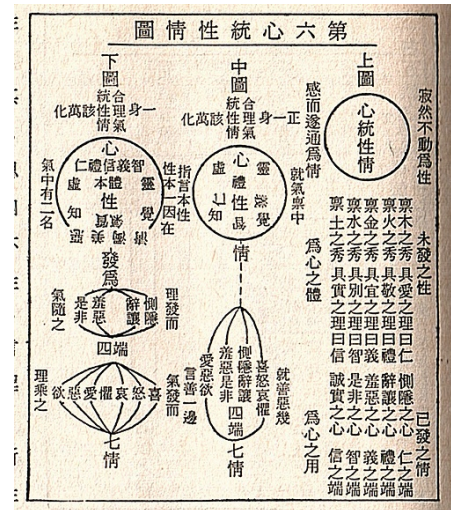 第六心統性情圖
上圖
寂然不動爲性
心統性情
感而遂通爲情
未發之性
稟木之秀具愛之理曰仁
稟火之秀具敬之理曰禮
稟金之秀具宜之理曰義
稟水之秀具別之理曰智
稟土之秀具實之理曰信
爲心之體
已發之情
惻隱之心仁之端
辭讓之心禮之端
羞惡之心義之端
是非之心智之端
誠實之心信之端
爲心之用
中圖
合理氣
統性情
一身
該萬化
心
靈
虛
禮
覺
知
性
就氣稟中
指言本性
情
就善惡幾
言善一邊
喜怒哀懼
惻隱辭讓
羞惡是非
愛惡欲
四端
七情
下圖
合理氣
統性情
一身
該萬化
心
智義信禮仁
本體
靈
虛
覺
知
性
性本一因在
氣中有二名
發爲
理發而
氣隨之
惻隱
辭讓
羞惡
是非
四端
氣發而
理乘之
喜怒哀懼愛惡欲
七情